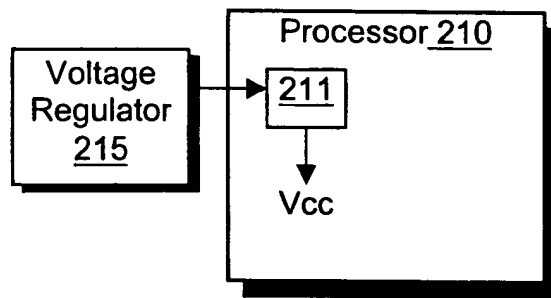 Processor 210
Voltage
Regulator
215
211
Vcc